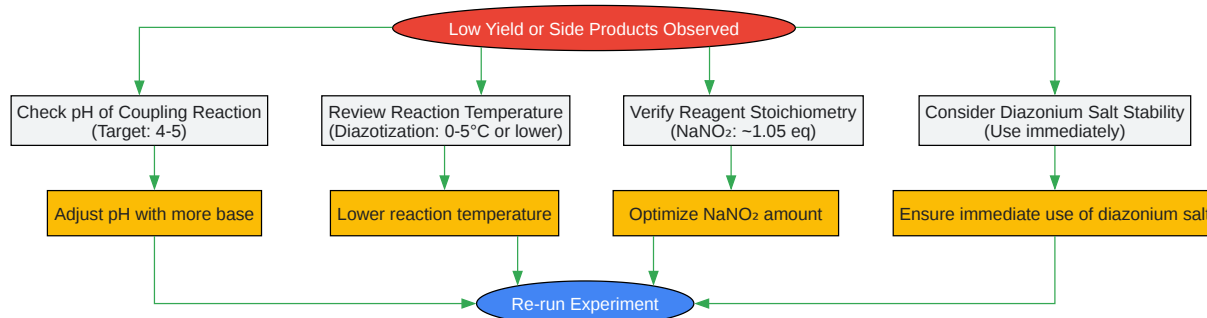 Low Yield or Side Products Observed
Check pH of Coupling Reaction
(Target: 4-5)
Review Reaction Temperature
(Diazotization: 0-5°C or lower)
Verify Reagent Stoichiometry
(NaNO₂: ~1.05 eq)
Consider Diazonium Salt Stability
(Use immediately)
Adjust pH with more base
Lower reaction temperature
Optimize NaNO₂ amount
Ensure immediate use of diazonium salt
Re-run Experiment